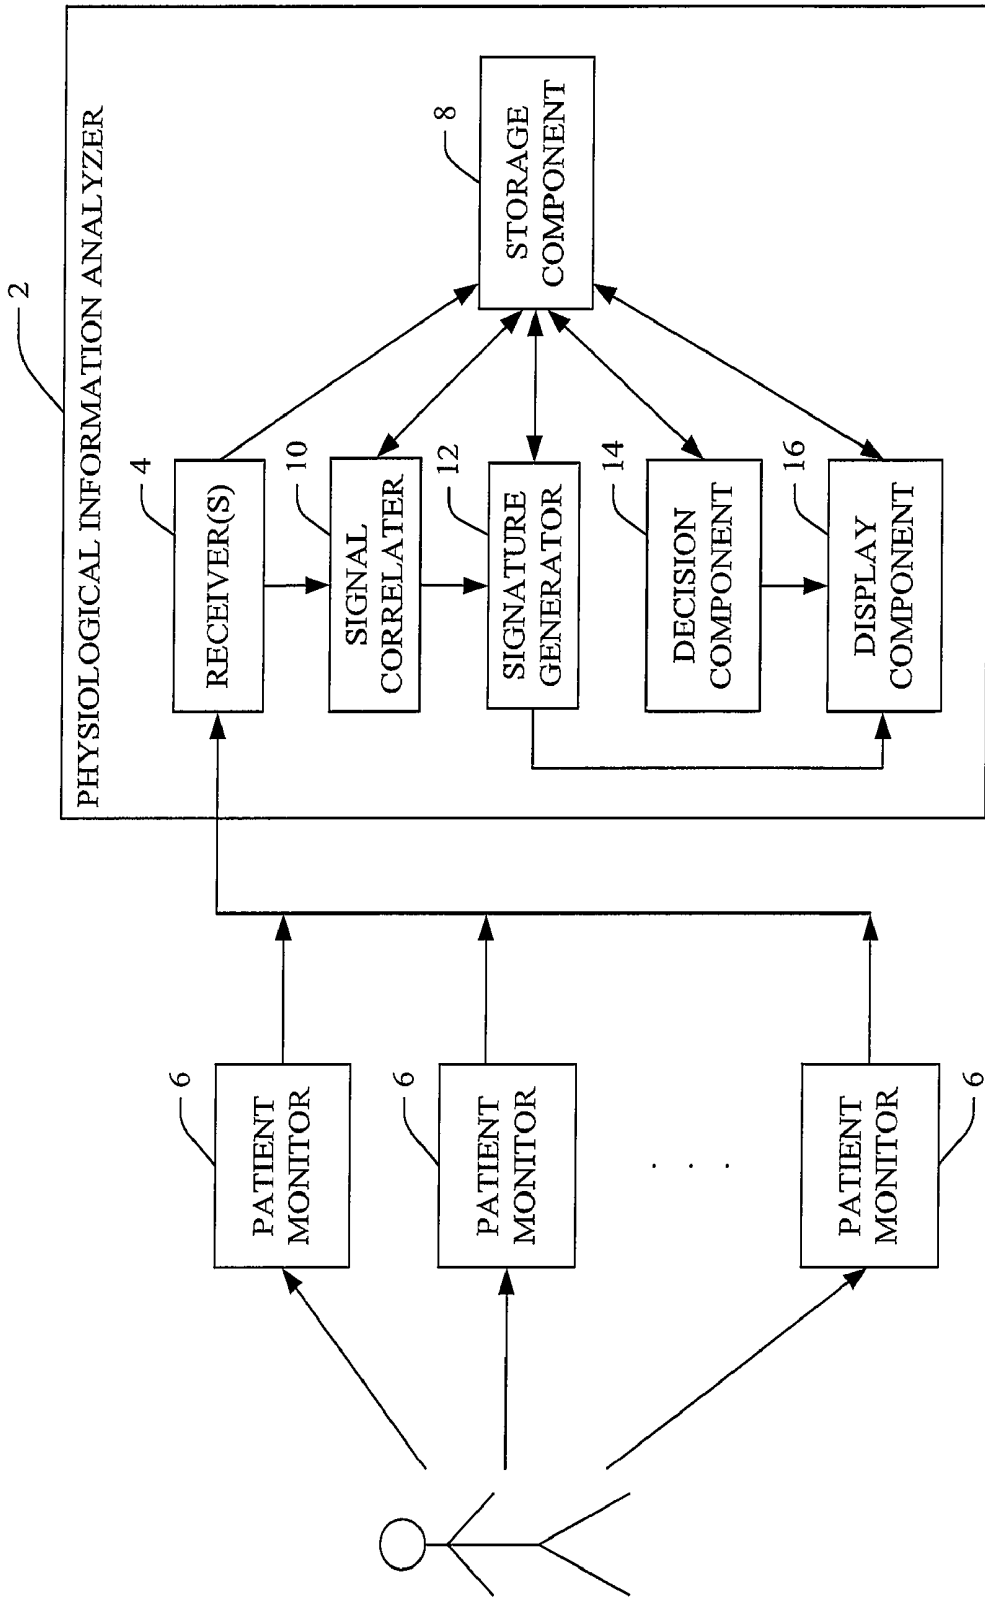 PHYSIOLOGICAL INFORMATION ANALYZER
2
PATIENT
MONITOR
6
PATIENT
MONITOR
6
. . .
PATIENT
MONITOR
6
RECEIVER(S)
4
SIGNAL
CORRELATER
10
SIGNATURE
GENERATOR
12
DECISION
COMPONENT
14
DISPLAY
COMPONENT
16
STORAGE
COMPONENT
8